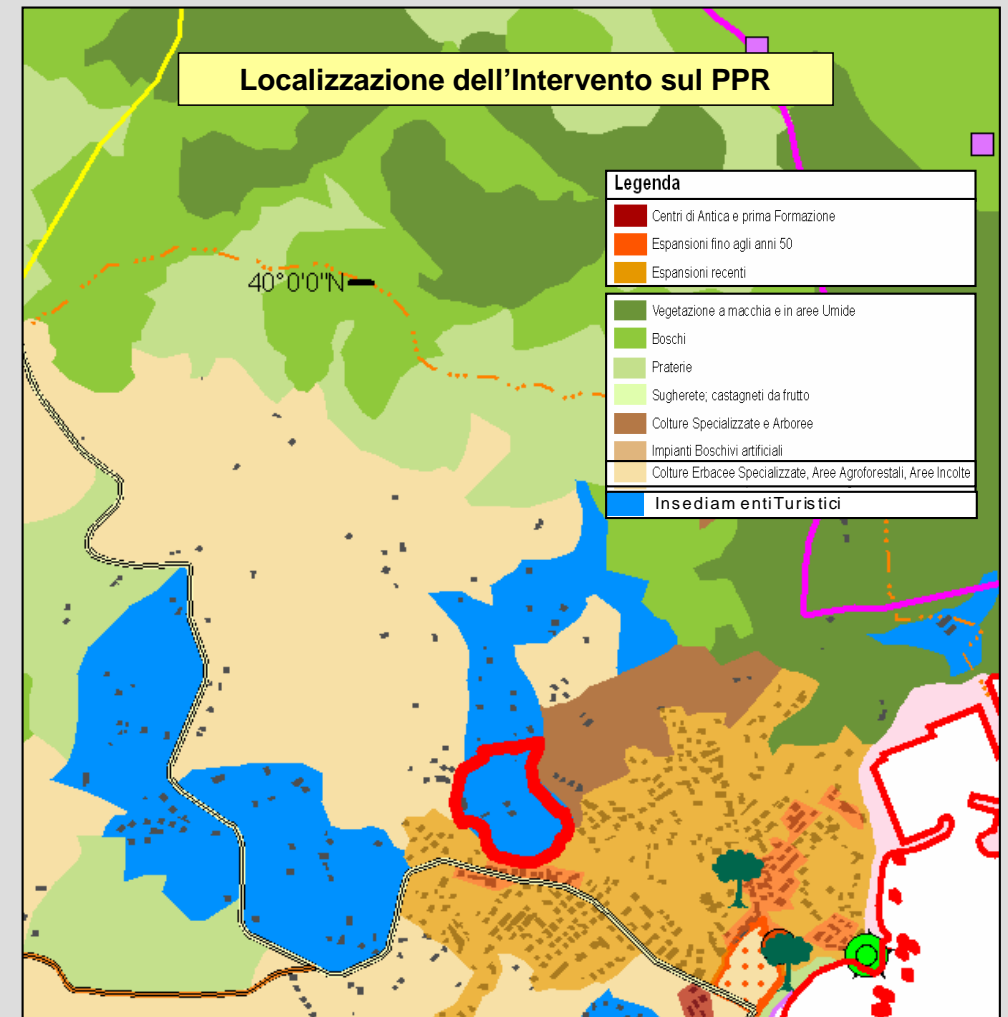 Localizzazione dell'Intervento sul PPR
Legenda
Centri di Antica e prima Formazione
Espansioni fino agli anni 50
Espansioni recenti
40°0'0"N
Vegetazione a macchia e in aree Umide
Boschi
Praterie
Sugherete; castagneti da frutto
Colture Specializzate e Arboree
Impianti Boschivi artificiali
Colture Erbacee Specializzate, Aree Agroforestali, Aree Incolte
Insediamenti Turistici